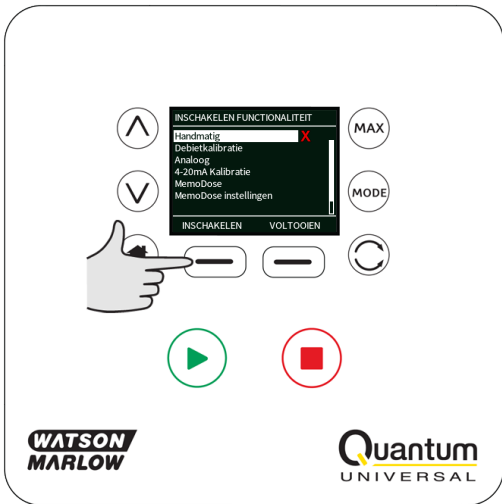 INSCHAKELEN FUNCTIONALITEIT
Handmatig X
Debietkalibratie
Analoog
4-20mA Kalibratie
MemoDose
MemoDose instellingen
INSCHAKELEN VOLTOOIEN
MAX
MODE
WATSON
MARLOW
Quantum
UNIVERSAL